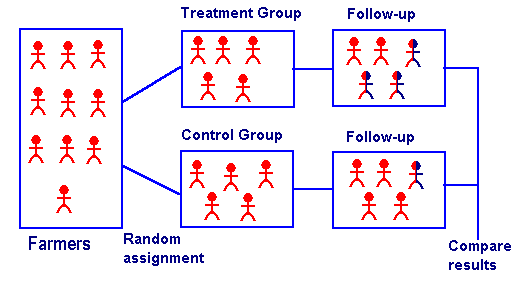 Treatment Group
Follow-up
Control Group
Follow-up
Farmers
Random
assignment
Compare
results